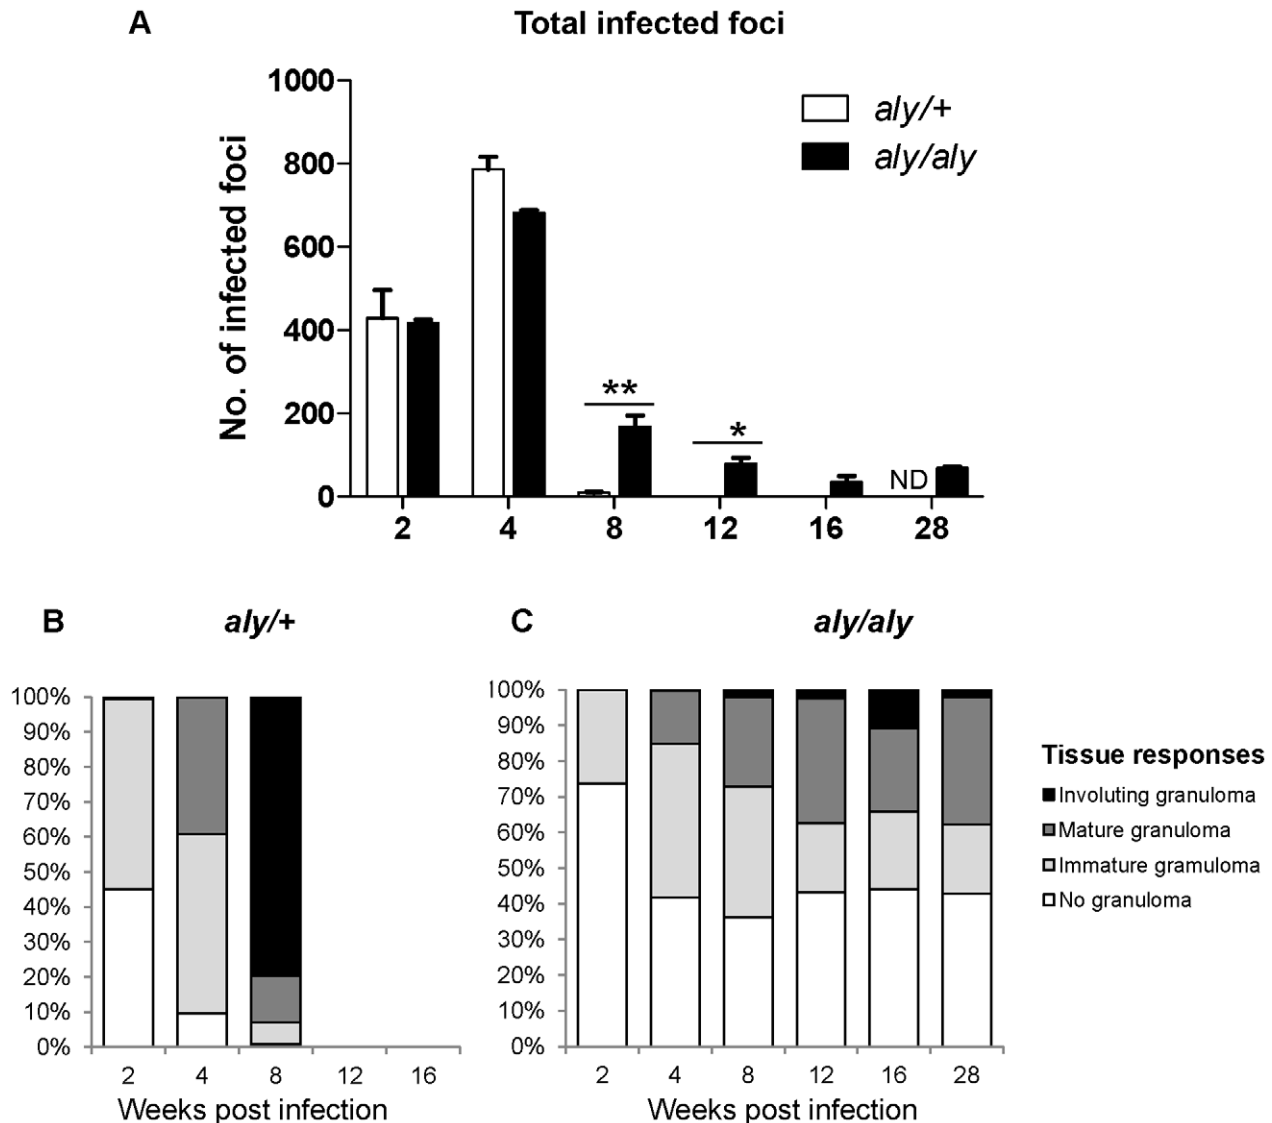 A
Total infected foci
No. of infected foci
1000
800
600
400
200
0
aly/+
aly/aly
**
*
ND
2 4 8 12 16 28
B
aly/+
100%
90%
80%
70%
60%
50%
40%
30%
20%
10%
0%
2 4 8 12 16
Weeks post infection
C
aly/aly
100%
90%
80%
70%
60%
50%
40%
30%
20%
10%
0%
2 4 8 12 16 28
Weeks post infection
Tissue responses
Involuting granuloma
Mature granuloma
Immature gramuloma
No granuloma